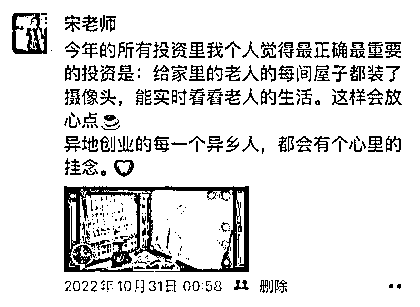 宋老师
今年的所有投资里我个人觉得最正确最重要
的投资是：给家里的老人的每间屋子都装了
摄像头，能实时看看老人的生活。这样会放
心点☕
异地创业的每一个异乡人，都会有个心里的
挂念。♡
2022年10月31日 00:58 删除